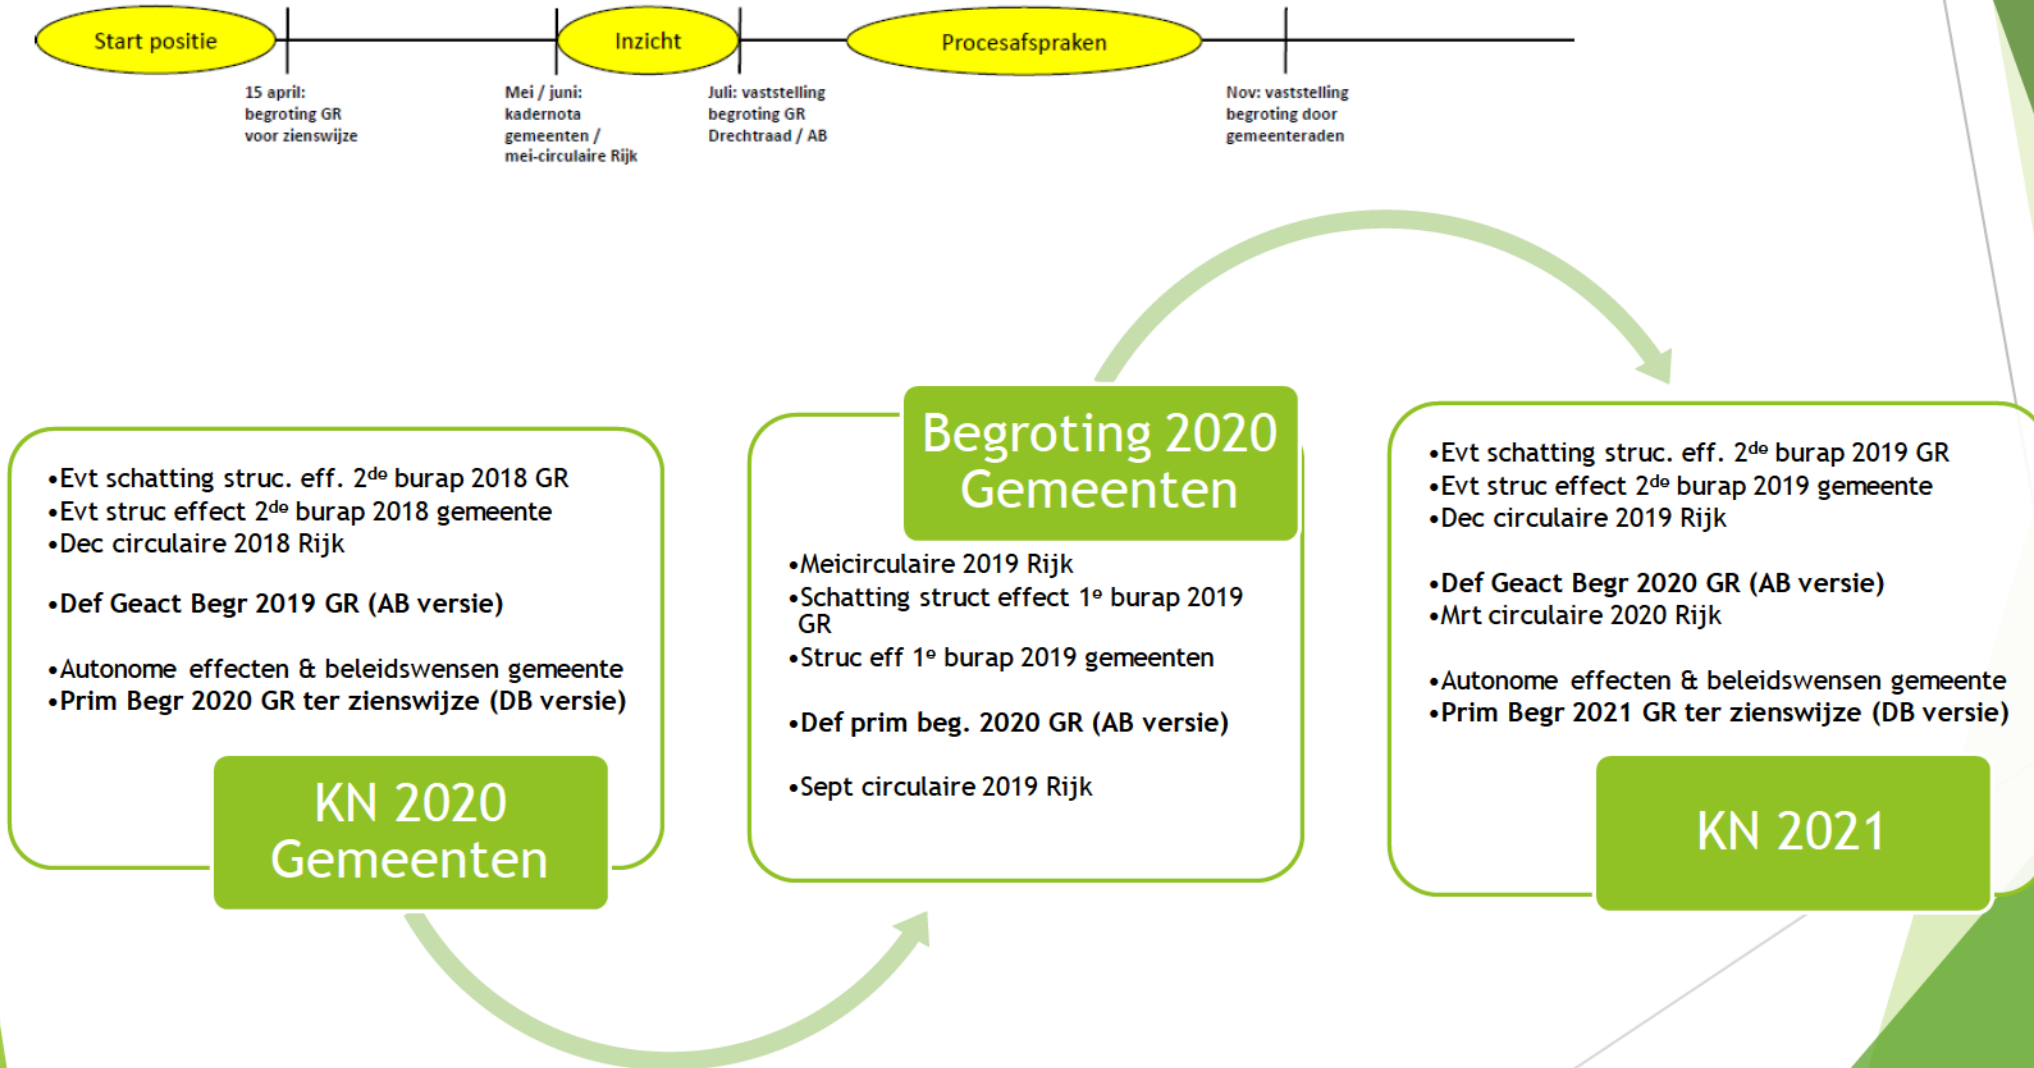 Start positie
Inzicht
Procesafspraken
15 april:
begroting GR
voor zienswijze
Mei / juni:
kadernota
gemeenten /
mei-circulaire Rijk
Juli: vaststelling
begroting GR
Drechtraad / AB
Nov: vaststelling
begroting door
gemeenteraden
•Evt schatting struc. eff. 2de burap 2018 GR
•Evt struc effect 2de burap 2018 gemeente
•Dec circulaire 2018 Rijk
•Def Geact Begr 2019 GR (AB versie)
•Autonome effecten & beleidswensen gemeente
•Prim Begr 2020 GR ter zienswijze (DB versie)
KN 2020
Gemeenten
Begroting 2020
Gemeenten
•Meicirculaire 2019 Rijk
•Schatting struct effect 1e burap 2019
GR
•Struc eff 1e burap 2019 gemeenten
•Def prim beg. 2020 GR (AB versie)
•Sept circulaire 2019 Rijk
•Evt schatting struc. eff. 2de burap 2019 GR
•Evt struc effect 2de burap 2019 gemeente
•Dec circulaire 2019 Rijk
•Def Geact Begr 2020 GR (AB versie)
•Mrt circulaire 2020 Rijk
•Autonome effecten & beleidswensen gemeente
•Prim Begr 2021 GR ter zienswijze (DB versie)
KN 2021